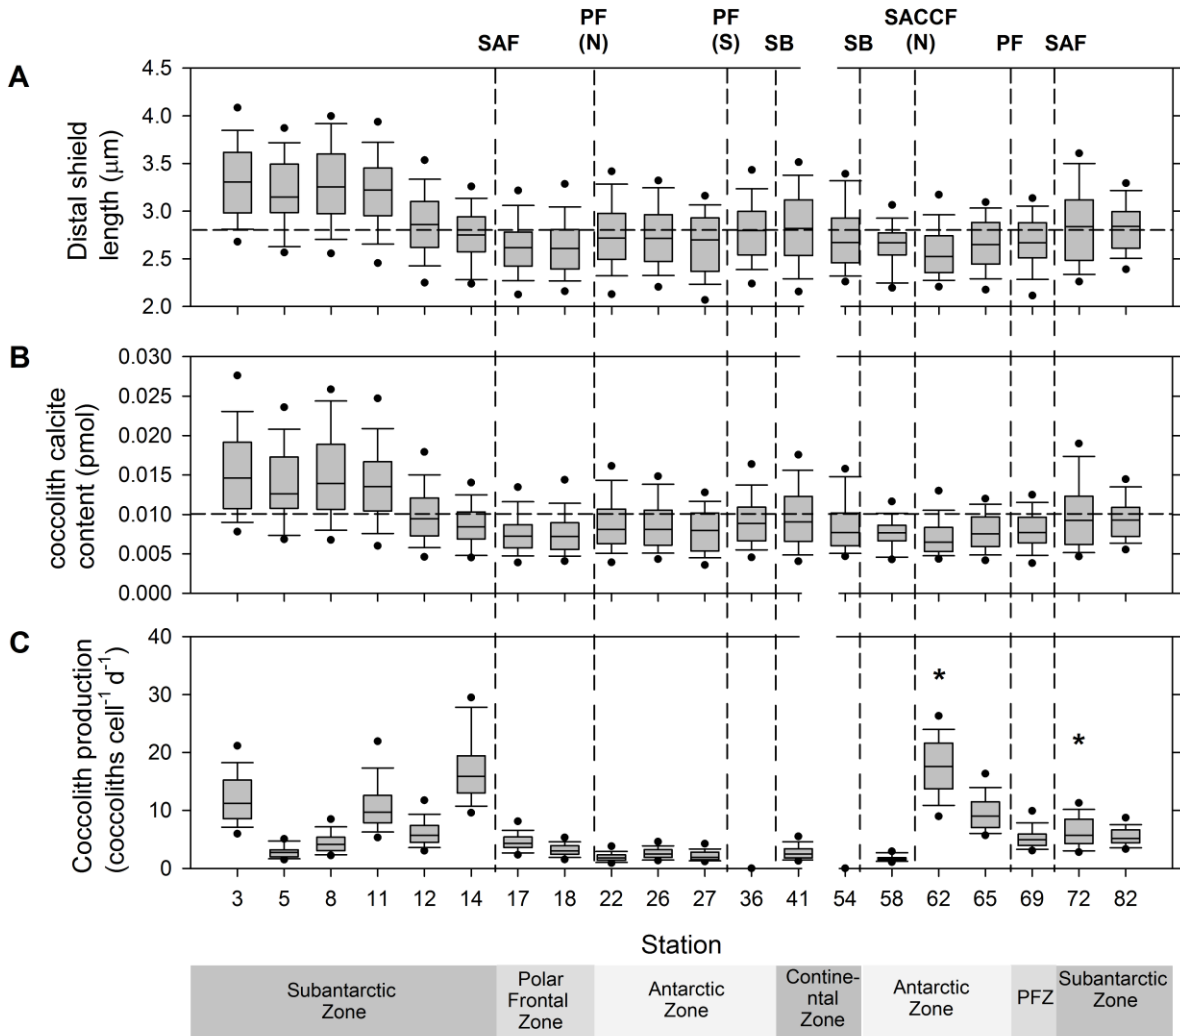 PF PF SACCF
SAF (N) (S) SB SB (N) PF SAF
A
4.5
4.0
3.5
3.0
2.5
2.0
Distal shield
length (μm)
B
0.030
0.025
0.020
0.015
0.010
0.005
0.000
coccolith calcite
content (pmol)
C
40
30
20
10
0
Coccolith production
(coccoliths cell⁻¹ d⁻¹)
*
*
3 5 8 11 12 14 17 18 22 26 27 36 41 54 58 62 65 69 72 82
Station
Subantarctic
Zone
Polar
Frontal
Zone
Antarctic
Zone
Contine-
ntal
Zone
Antarctic
Zone
PFZ
Subantarctic
Zone